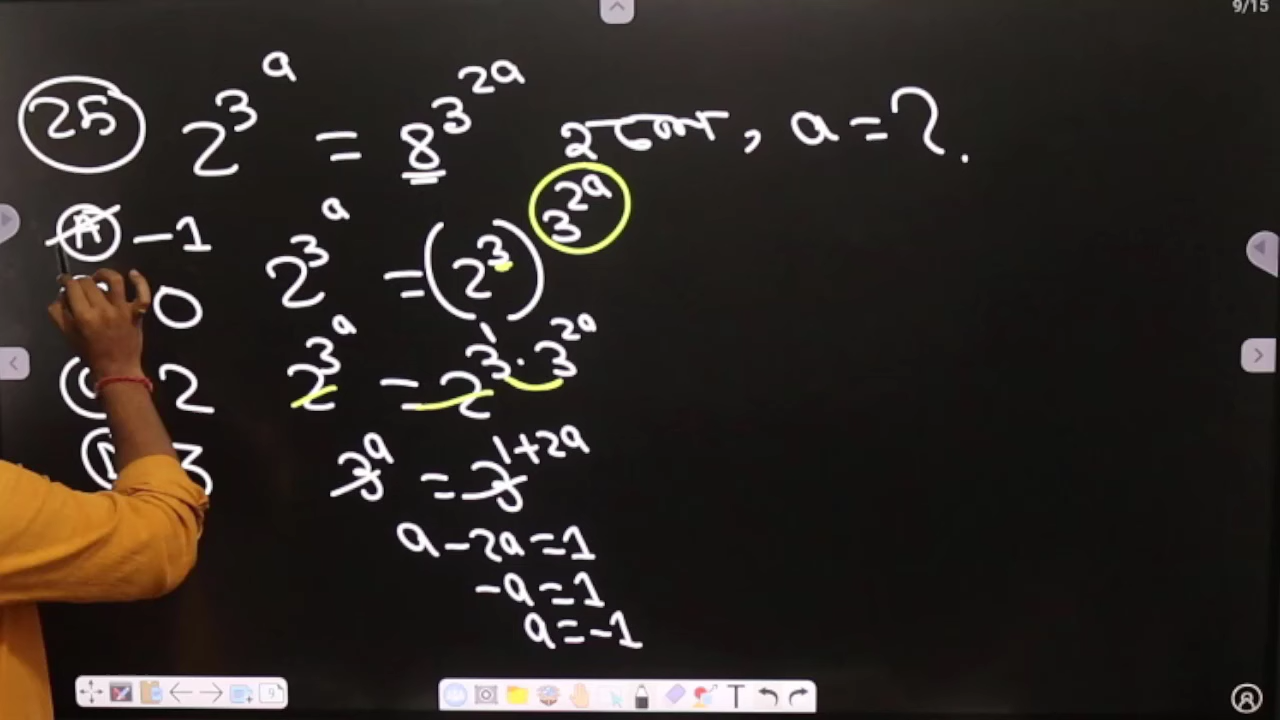 9/15
25 2^3^a = 8^3^2a , a = ?
A -1
0
2
3
2^3^a = (2^3)^3^2a
2^3^a = 2^3^1 · 3^2a
3^a = 3^1+2a
a - 2a = 1
-a = 1
a = -1
9
T